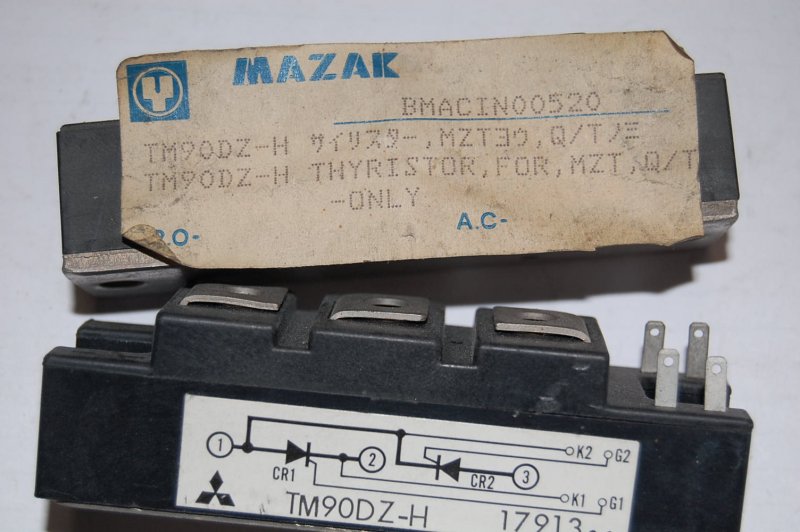 MAZAK
BMACIN00520
TM90DZ-H サイリスター,MZTヨウ,Q/Tノミ
TM90DZ-H THYRISTOR,FOR,MZT,Q/T
-ONLY
.O-
A.C-
K2 G2
1 2 3
CR1 CR2
K1 G1
TM90DZ-H 17913